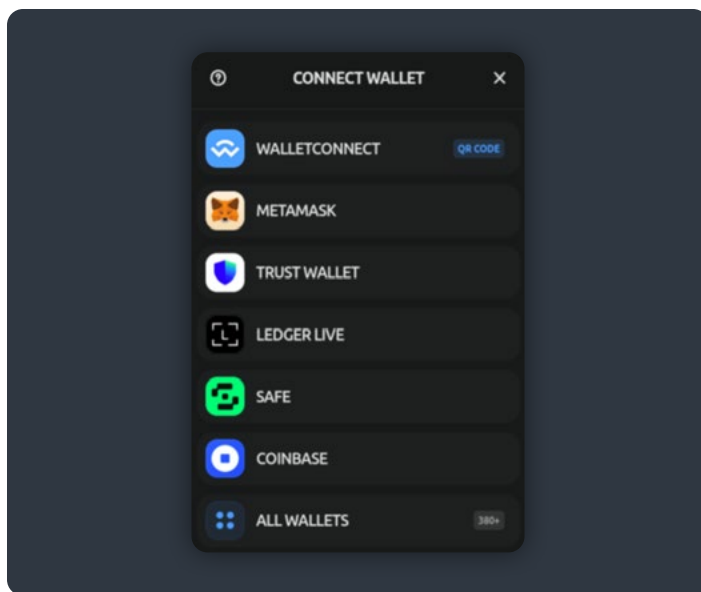 CONNECT WALLET
WALLETCONNECT QR CODE
METAMASK
TRUST WALLET
LEDGER LIVE
SAFE
COINBASE
ALL WALLETS 380+